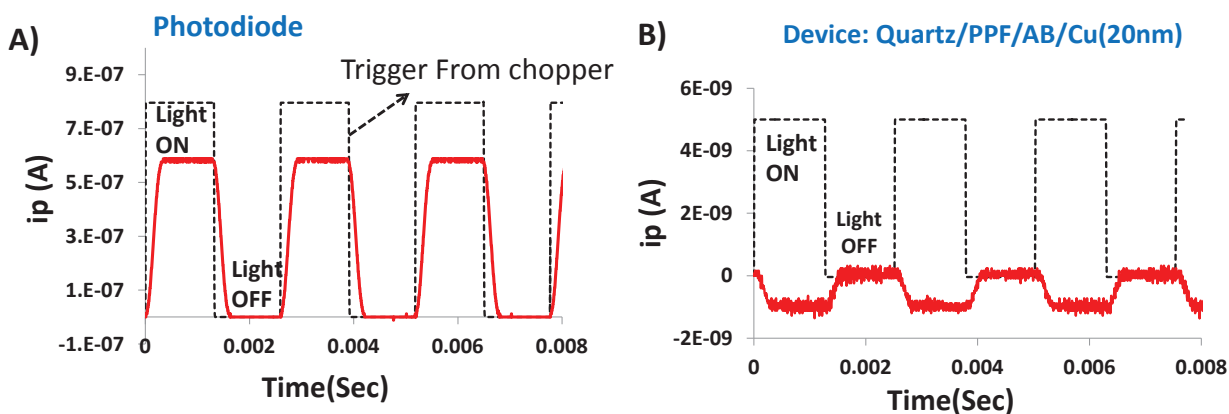 A)
Photodiode
9.E-07
7.E-07
5.E-07
3.E-07
1.E-07
-1.E-07
ip (A)
Trigger From chopper
Light
ON
Light
OFF
0
0.002
0.004
0.006
0.008
Time(Sec)
B)
Device: Quartz/PPF/AB/Cu(20nm)
6E-09
4E-09
2E-09
0
-2E-09
ip (A)
Light
ON
Light
OFF
0
0.002
0.004
0.006
0.008
Time(Sec)